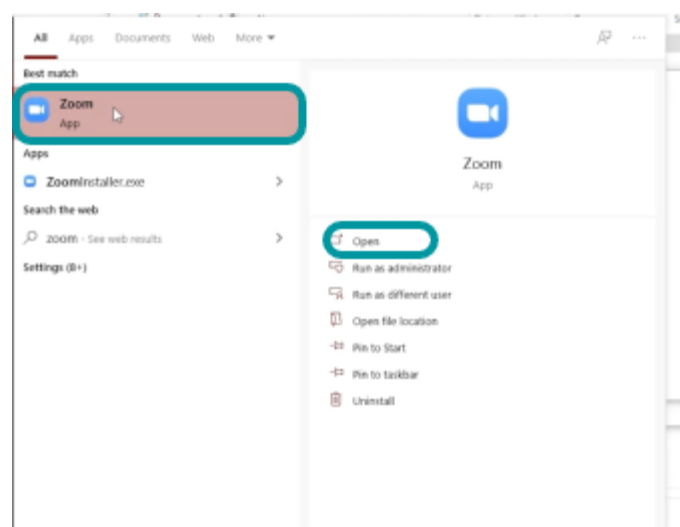 All Apps Documents Web More
Best match
Zoom
App
Apps
ZoomInstaller.exe
Search the web
zoom - See web results
Settings (8+)
Zoom
App
Open
Run as administrator
Run as different user
Open file location
Pin to Start
Pin to taskbar
Uninstall